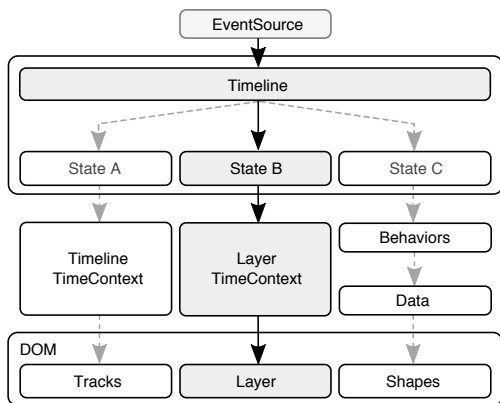 EventSource
Timeline
State A
State B
State C
Timeline
TimeContext
Layer
TimeContext
Behaviors
Data
DOM
Tracks
Layer
Shapes